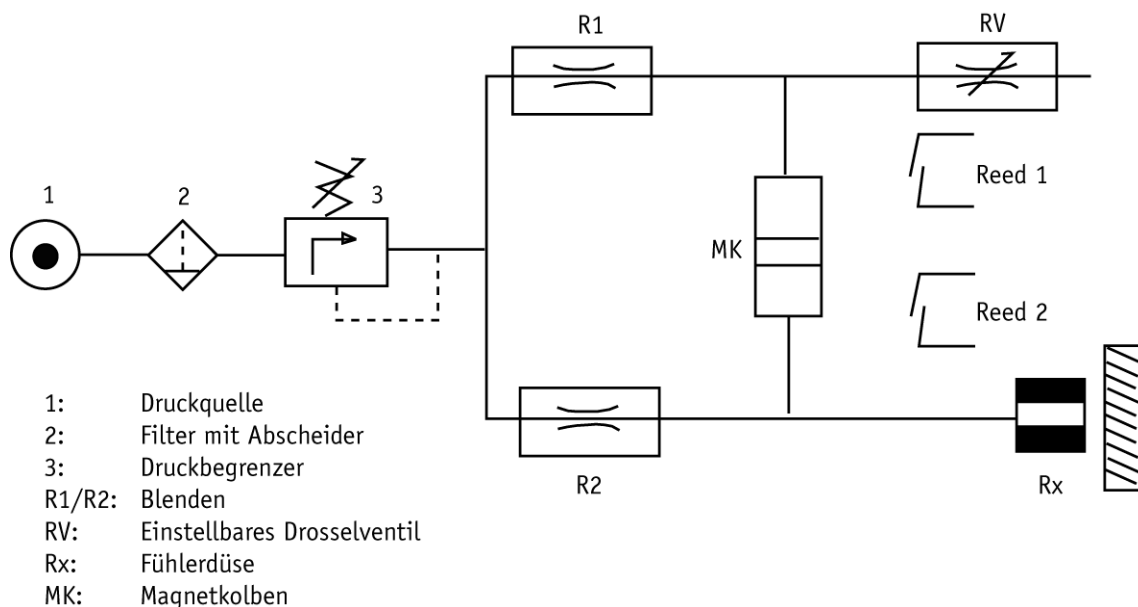 R1
RV
1
2
3
Reed 1
MK
Reed 2
R2
Rx
1: Druckquelle
2: Filter mit Abscheider
3: Druckbegrenzer
R1/R2: Blenden
RV: Einstellbares Drosselventil
Rx: Fühlerdüse
MK: Magnetkolben